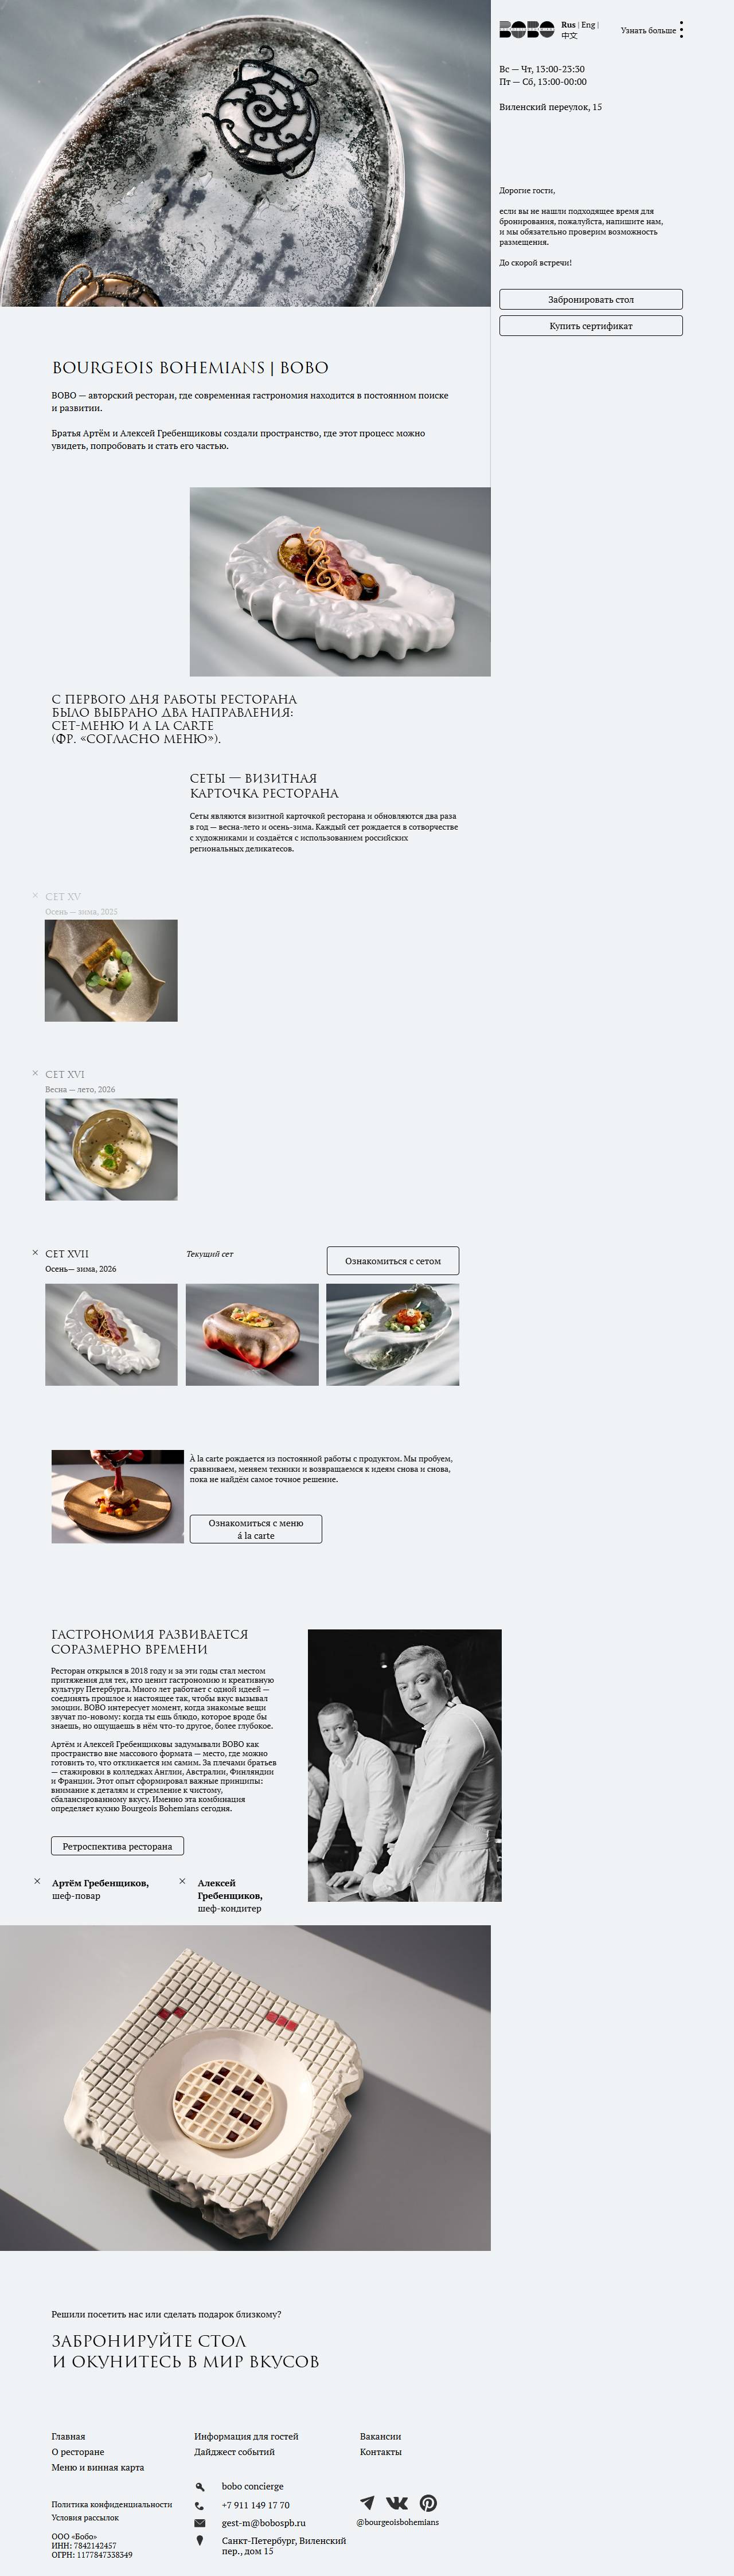 BOBO
Rus | Eng |
中文
Узнать больше
Вс — Чт, 13:00-23:30
Пт — Сб, 13:00-00:00
Виленский переулок, 15
Дорогие гости,
если вы не нашли подходящее время для
бронирования, пожалуйста, напишите нам,
и мы обязательно проверим возможность
размещения.
До скорой встречи!
Забронировать стол
Купить сертификат
BOURGEOIS BOHEMIANS | BOBO
BOBO — авторский ресторан, где современная гастрономия находится в постоянном поиске
и развитии.
Братья Артём и Алексей Гребенщиковы создали пространство, где этот процесс можно
увидеть, попробовать и стать его частью.
С ПЕРВОГО ДНЯ РАБОТЫ РЕСТОРАНА
БЫЛО ВЫБРАНО ДВА НАПРАВЛЕНИЯ:
СЕТ-МЕНЮ И A LA CARTE
(ФР. «СОГЛАСНО МЕНЮ»).
СЕТЫ — ВИЗИТНАЯ
КАРТОЧКА РЕСТОРАНА
Сеты являются визитной карточкой ресторана и обновляются два раза
в год — весна-лето и осень-зима. Каждый сет рождается в сотворчестве
с художниками и создаётся с использованием российских
региональных деликатесов.
СЕТ XV
Осень — зима, 2025
СЕТ XVI
Весна — лето, 2026
СЕТ XVII
Текущий сет
Ознакомиться с сетом
Осень— зима, 2026
À la carte рождается из постоянной работы с продуктом. Мы пробуем,
сравниваем, меняем техники и возвращаемся к идеям снова и снова,
пока не найдём самое точное решение.
Ознакомиться с меню
á la carte
ГАСТРОНОМИЯ РАЗВИВАЕТСЯ
СОРАЗМЕРНО ВРЕМЕНИ
Ресторан открылся в 2018 году и за эти годы стал местом
притяжения для тех, кто ценит гастрономию и креативную
культуру Петербурга. Много лет работает с одной идеей —
соединять прошлое и настоящее так, чтобы вкус вызывал
эмоции. BOBO интересует момент, когда знакомые вещи
звучат по-новому: когда ты ешь блюдо, которое вроде бы
знаешь, но ощущаешь в нём что-то другое, более глубокое.
Артём и Алексей Гребенщиковы задумывали BOBO как
пространство вне массового формата — место, где можно
готовить то, что откликается им самим. За плечами братьев
— стажировки в колледжах Англии, Австралии, Финляндии
и Франции. Этот опыт сформировал важные принципы:
внимание к деталям и стремление к чистому,
сбалансированному вкусу. Именно эта комбинация
определяет кухню Bourgeois Bohemians сегодня.
Ретроспектива ресторана
Артём Гребенщиков,
шеф-повар
Алексей
Гребенщиков,
шеф-кондитер
Решили посетить нас или сделать подарок близкому?
ЗАБРОНИРУЙТЕ СТОЛ
И ОКУНИТЕСЬ В МИР ВКУСОВ
Главная
О ресторане
Меню и винная карта
Информация для гостей
Дайджест событий
Вакансии
Контакты
Политика конфиденциальности
Условия рассылок
ООО «Бобо»
ИНН: 7842142457
ОГРН: 1177847338349
bobo concierge
+7 911 149 17 70
gest-m@bobospb.ru
Санкт-Петербург, Виленский
пер., дом 15
@bourgeoisbohemians